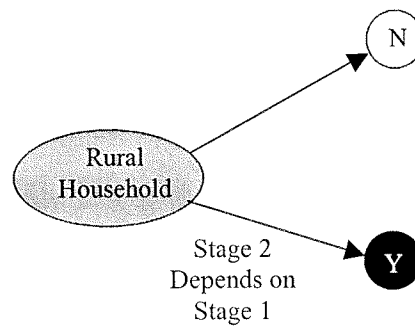 N
Rural
Household
Stage 2
Depends on
Stage 1
Y